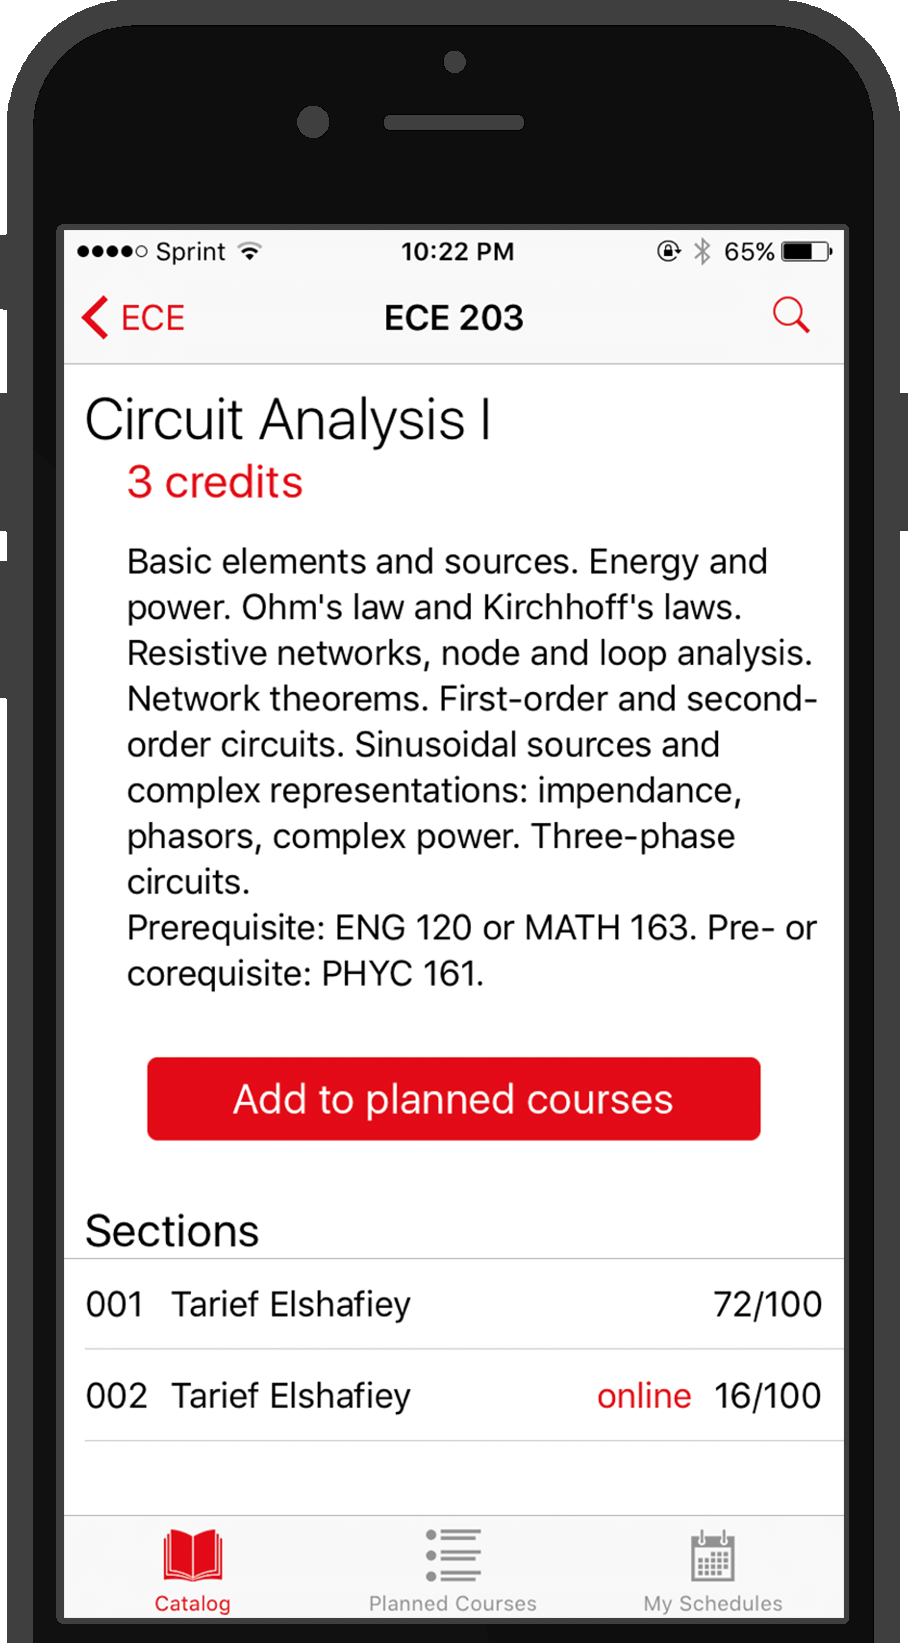 Sprint 10:22 PM 65%
ECE ECE 203
Circuit Analysis I
3 credits
Basic elements and sources. Energy and
power. Ohm's law and Kirchhoff's laws.
Resistive networks, node and loop analysis.
Network theorems. First-order and second-
order circuits. Sinusoidal sources and
complex representations: impendance,
phasors, complex power. Three-phase
circuits.
Prerequisite: ENG 120 or MATH 163. Pre- or
corequisite: PHYC 161.
Add to planned courses
Sections
001 Tarief Elshafiey 72/100
002 Tarief Elshafiey online 16/100
Catalog Planned Courses My Schedules